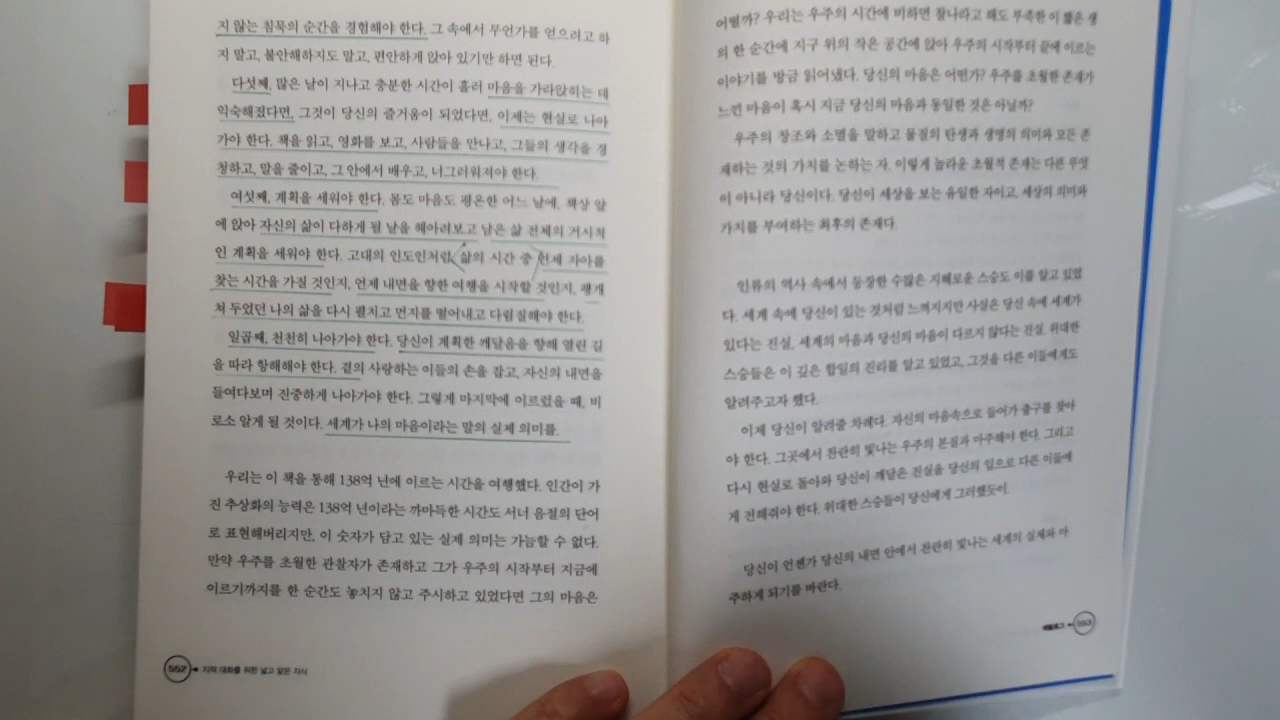 지 않는 침묵의 순간을 경험해야 한다. 그 속에서 무언가를 얻으려고 하
지 말고, 불안해하지도 말고, 편안하게 앉아 있기만 하면 된다.
다섯째, 많은 날이 지나고 충분한 시간이 흘러 마음을 가라앉히는 데
익숙해졌다면, 그것이 당신의 즐거움이 되었다면, 이제는 현실로 나아
가야 한다. 책을 읽고, 영화를 보고, 사람들을 만나고, 그들의 생각을 경
청하고, 말을 줄이고, 그 안에서 배우고, 너그러워져야 한다.
여섯째, 계획을 세워야 한다. 몸도 마음도 평온한 어느 날에, 책상 앞
에 앉아 자신의 삶이 다하게 될 날을 헤아려보고 남은 삶 전체의 거시적
인 계획을 세워야 한다. 고대의 인도인처럼, 삶의 시간 중 언제 자아를
찾는 시간을 가질 것인지, 언제 내면을 향한 여행을 시작할 것인지, 팽개
쳐 두었던 나의 삶을 다시 펼치고 먼지를 떨어내고 다림질해야 한다.
일곱째, 천천히 나아가야 한다. 당신이 계획한 깨달음을 향해 열린 길
을 따라 항해해야 한다. 곁의 사랑하는 이들의 손을 잡고, 자신의 내면을
들여다보며 진중하게 나아가야 한다. 그렇게 마지막에 이르렀을 때, 비
로소 알게 될 것이다. 세계가 나의 마음이라는 말의 실제 의미를.
우리는 이 책을 통해 138억 년에 이르는 시간을 여행했다. 인간이 가
진 추상화의 능력은 138억 년이라는 까마득한 시간도 서너 음절의 단어
로 표현해버리지만, 이 숫자가 담고 있는 실제 의미는 가늠할 수 없다.
만약 우주를 초월한 관찰자가 존재하고 그가 우주의 시작부터 지금에
이르기까지를 한 순간도 놓치지 않고 주시하고 있었다면 그의 마음은
552 지적 대화를 위한 넓고 얕은 지식
어떨까? 우리는 우주의 시간에 비하면 찰나라고 해도 부족한 이 짧은 생
의 한 순간에 지구 위의 작은 공간에 앉아 우주의 시작부터 끝에 이르는
이야기를 방금 읽어냈다. 당신의 마음은 어떤가? 우주를 초월한 존재가
느낀 마음이 혹시 지금 당신의 마음과 동일한 것은 아닐까?
우주의 창조와 소멸을 말하고 물질의 탄생과 생명의 의미와 모든 존
재하는 것의 가치를 논하는 자. 이렇게 놀라운 초월적 존재는 다른 무엇
이 아니라 당신이다. 당신이 세상을 보는 유일한 자이고, 세상의 의미와
가치를 부여하는 최후의 존재다.
인류의 역사 속에서 등장한 수많은 지혜로운 스승도 이를 알고 있었
다. 세계 속에 당신이 있는 것처럼 느껴지지만 사실은 당신 속에 세계가
있다는 진실, 세계의 마음과 당신의 마음이 다르지 않다는 진실. 위대한
스승들은 이 깊은 합일의 진리를 알고 있었고, 그것을 다른 이들에게도
알려주고자 했다.
이제 당신이 알려줄 차례다. 자신의 마음속으로 들어가 출구를 찾아
야 한다. 그곳에서 찬란히 빛나는 우주의 본질과 마주해야 한다. 그리고
다시 현실로 돌아와 당신이 깨달은 진실을 당신의 입으로 다른 이들에
게 전해줘야 한다. 위대한 스승들이 당신에게 그러했듯이.
당신이 언젠가 당신의 내면 안에서 찬란히 빛나는 세계의 실체와 마
주하게 되기를 바란다.
에필로그 553